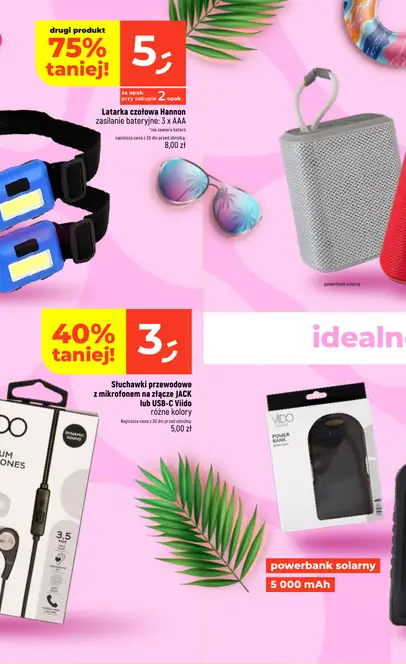 drugi produkt
75%
taniej!
5,-
za opak.
przy zakupie 2 opak.
Latarka czołowa Hannon
zasilanie bateryjne: 3 x AAA
*nie zawiera baterii
najniższa cena z 30 dni przed obniżką:
8,00 zł
powerbank solarny
40%
taniej!
3,-
Słuchawki przewodowe
z mikrofonem na złącze JACK
lub USB-C Viido
różne kolory
Najniższa cena z 30 dni przed obniżką:
5,00 zł
idealne
DYNAMIC
SOUND
UM
ONES
3,5
POWER
BANK
powerbank solarny
5 000 mAh